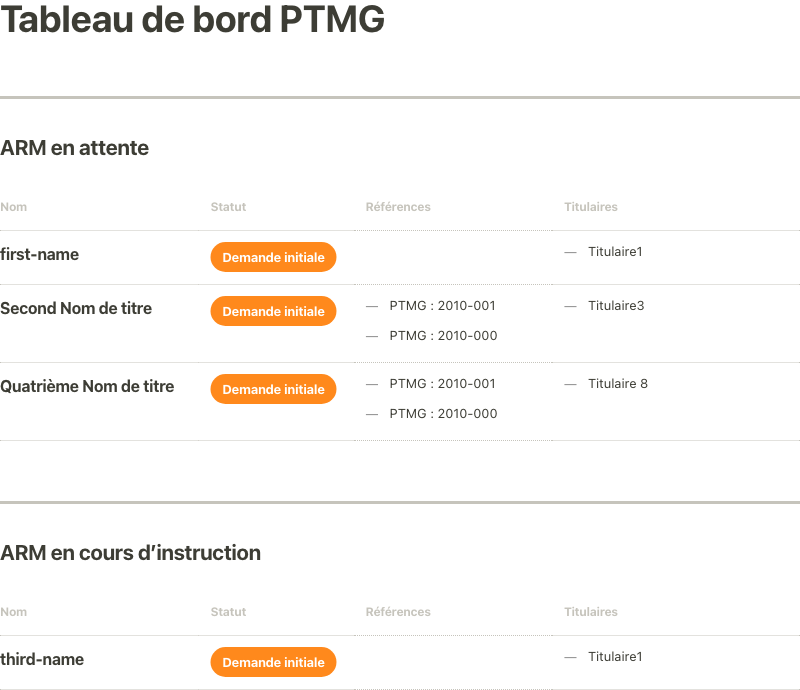 Tableau de bord PTMG
ARM en attente
Nom Statut Références Titulaires
first-name Demande initiale — Titulaire1
Second Nom de titre Demande initiale — PTMG : 2010-001 — Titulaire3
— PTMG : 2010-000
Quatrième Nom de titre Demande initiale — PTMG : 2010-001 — Titulaire 8
— PTMG : 2010-000
ARM en cours d’instruction
Nom Statut Références Titulaires
third-name Demande initiale — Titulaire1